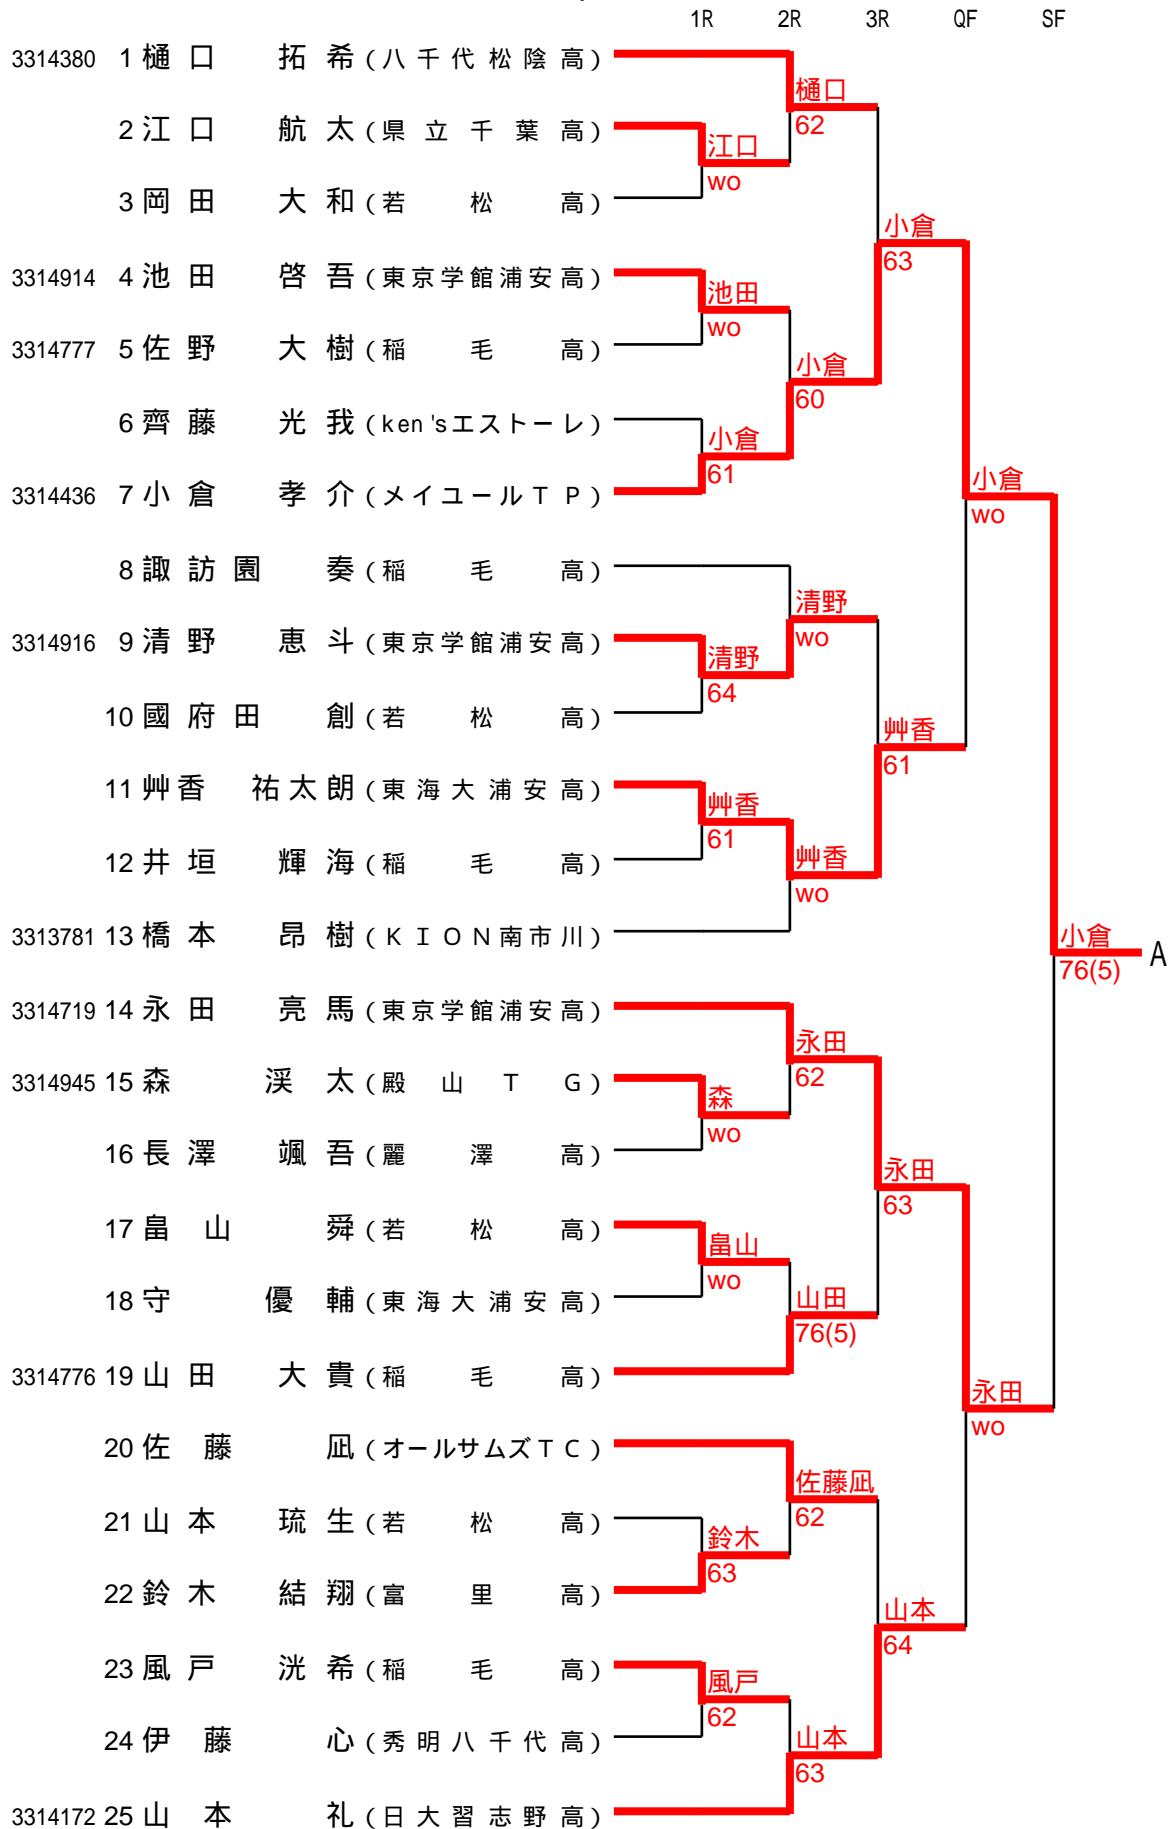 1R 2R 3R QF SF
3314380 1 樋口 拓希 (八千代松陰高)
樋口
62
2 江口 航太 (県立千葉高)
江口
wo
3 岡田 大和 (若松高)
小倉
63
3314914 4 池田 啓吾 (東京学館浦安高)
池田
wo
3314777 5 佐野 大樹 (稲毛高)
小倉
60
6 齊藤 光我 (ken'sエストーレ)
小倉
61
3314436 7 小倉 孝介 (メイユールTP)
小倉
wo
8 諏訪園 奏 (稲毛高)
清野
wo
3314916 9 清野 恵斗 (東京学館浦安高)
清野
64
10 國府田 創 (若松高)
艸香
61
11 艸香 祐太朗 (東海大浦安高)
艸香
61
12 井垣 輝海 (稲毛高)
艸香
wo
3313781 13 橋本 昂樹 (KION南市川)
小倉
76(5)
A
3314719 14 永田 亮馬 (東京学館浦安高)
永田
62
3314945 15 森 渓太 (殿山TG)
森
wo
16 長澤 颯吾 (麗澤高)
永田
63
17 畠山 舜 (若松高)
畠山
wo
18 守 優輔 (東海大浦安高)
山田
76(5)
3314776 19 山田 大貴 (稲毛高)
永田
wo
20 佐藤 凪 (オールサムズTC)
佐藤凪
62
21 山本 琉生 (若松高)
鈴木
63
22 鈴木 結翔 (富里高)
山本
64
23 風戸 洸希 (稲毛高)
風戸
62
24 伊藤 心 (秀明八千代高)
山本
63
3314172 25 山本 礼 (日大習志野高)